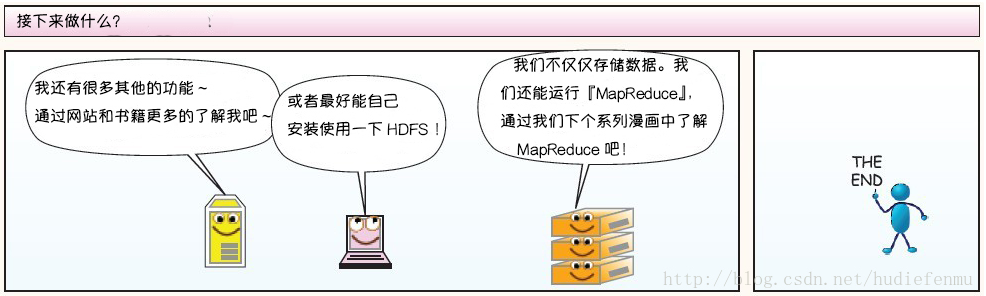 接下来做什么？
我还有很多其他的功能~
通过网站和书籍更多的了解我吧~
或者最好能自己
安装使用一下 HDFS！
我们不仅仅存储数据。我
们还能运行『MapReduce』，
通过我们下个系列漫画中了解
MapReduce 吧！
THE
END
http://blog.csdn.net/hudiefenmu